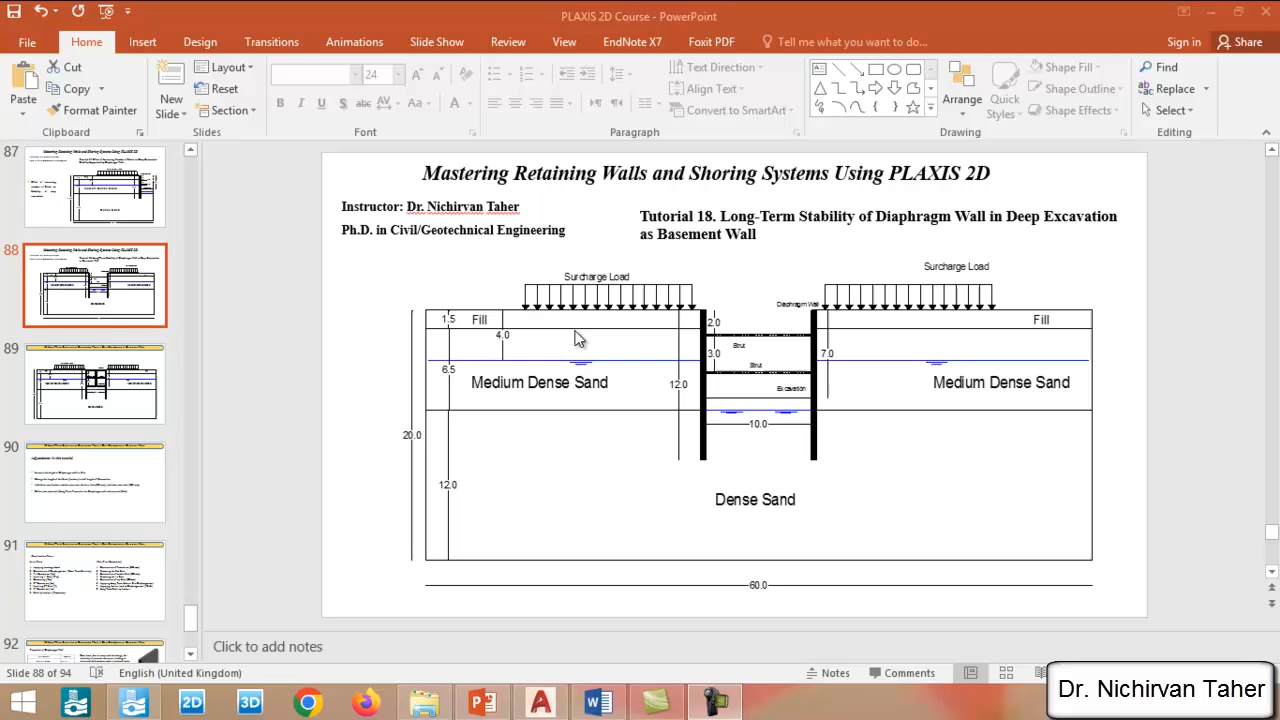 PLAXIS 2D Course - PowerPoint
File Home Insert Design Transitions Animations Slide Show Review View EndNote X7 Foxit PDF Tell me what you want to do... Sign in Share
Paste Cut Copy Format Painter
Clipboard
New Slide Layout Reset Section
Slides
24
B I U S abc AV Aa A
Font
Text Direction Align Text Convert to SmartArt
Paragraph
Arrange Quick Styles Shape Fill Shape Outline Shape Effects
Drawing
Find Replace Select
Editing
87
88
89
90
91
92
Mastering Retaining Walls and Shoring Systems Using PLAXIS 2D
Instructor: Dr. Nichirvan Taher
Ph.D. in Civil/Geotechnical Engineering
Tutorial 18. Long-Term Stability of Diaphragm Wall in Deep Excavation
as Basement Wall
Surcharge Load
Surcharge Load
Diaphragm Wall
1.5 Fill
2.0
Fill
4.0
Strut
3.0
7.0
Strut
6.5
Medium Dense Sand
12.0
Excavation
Medium Dense Sand
10.0
20.0
12.0
Dense Sand
60.0
Click to add notes
Slide 88 of 94 English (United Kingdom) Notes Comments
2D 3D
Dr. Nichirvan Taher